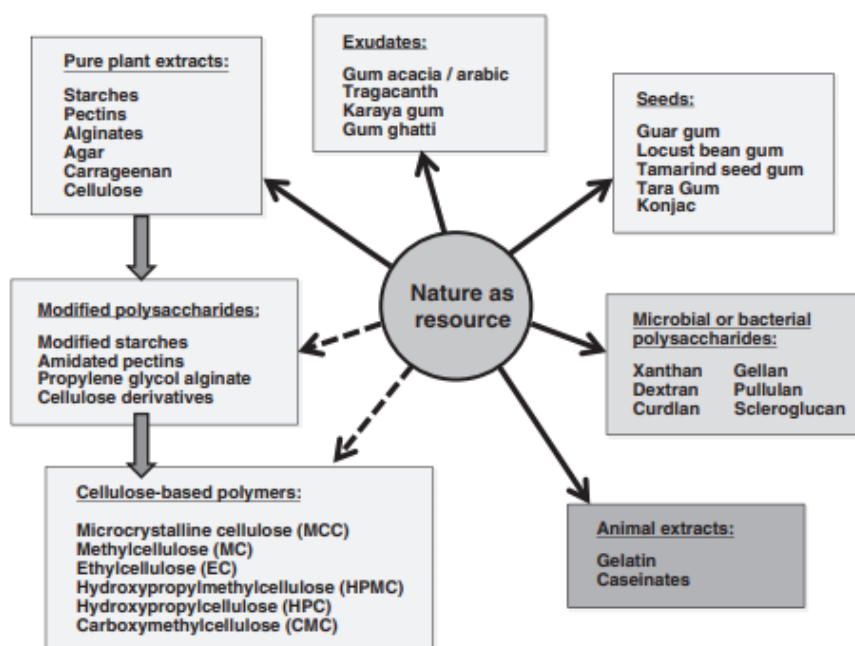 Pure plant extracts:
Starches
Pectins
Alginates
Agar
Carrageenan
Cellulose
Exudates:
Gum acacia / arabic
Tragacanth
Karaya gum
Gum ghatti
Seeds:
Guar gum
Locust bean gum
Tamarind seed gum
Tara Gum
Konjac
Nature as
resource
Modified polysaccharides:
Modified starches
Amidated pectins
Propylene glycol alginate
Cellulose derivatives
Microbial or bacterial
polysaccharides:
Xanthan Gellan
Dextran Pullulan
Curdlan Scleroglucan
Cellulose-based polymers:
Microcrystalline cellulose (MCC)
Methylcellulose (MC)
Ethylcellulose (EC)
Hydroxypropylmethylcellulose (HPMC)
Hydroxypropylcellulose (HPC)
Carboxymethylcellulose (CMC)
Animal extracts:
Gelatin
Caseinates